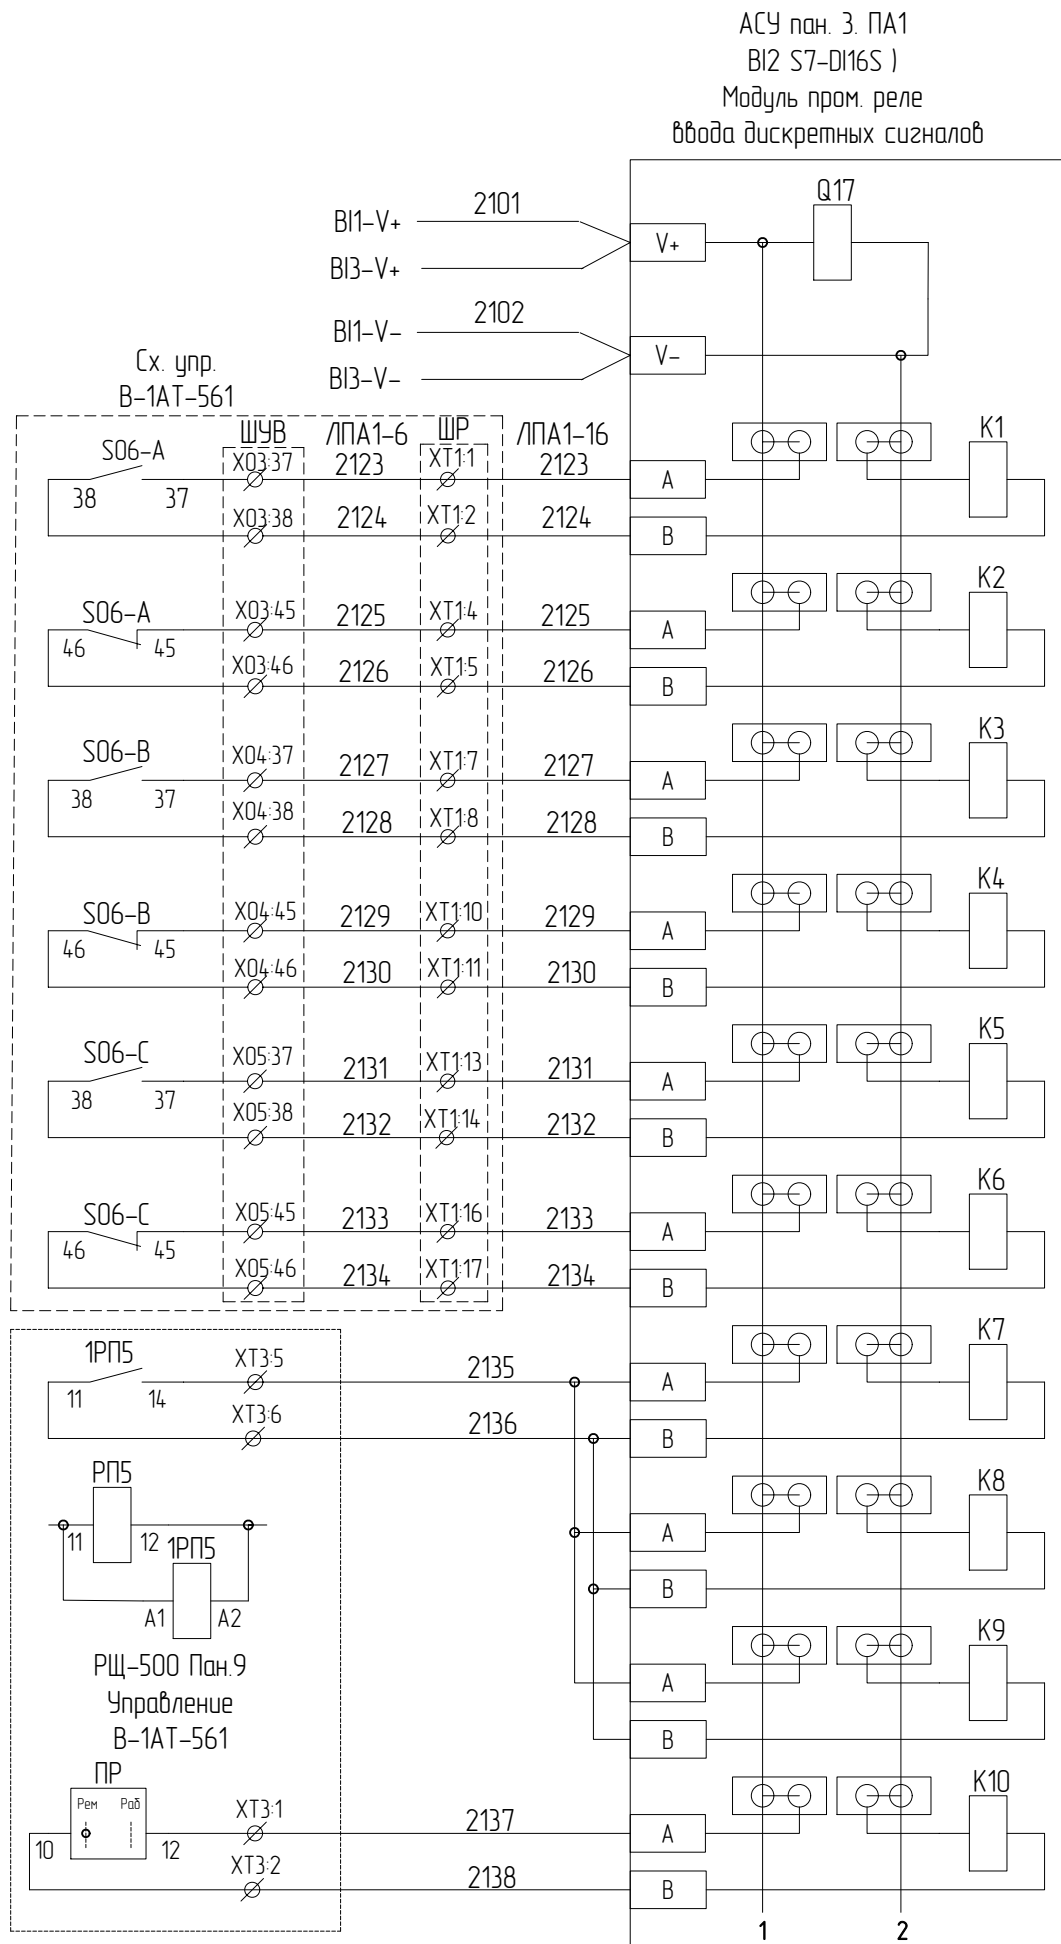 АСУ пан. 3. ПА1
BI2 S7-DI16S )
Модуль пром. реле
ввода дискретных сигналов
Q17
2101
BI1-V+
V+
BI3-V+
2102
BI1-V-
V-
BI3-V-
Сх. упр.
В-1АТ-561
ШУВ ЛПА1-6 ШР ЛПА1-16
K1
S06-A X03:37 2123 XT1:1 2123 A
38 37
X03:38 2124 XT1:2 2124 B
K2
S06-A X03:45 2125 XT1:4 2125 A
46 45
X03:46 2126 XT1:5 2126 B
K3
S06-B X04:37 2127 XT1:7 2127 A
38 37
X04:38 2128 XT1:8 2128 B
K4
S06-B X04:45 2129 XT1:10 2129 A
46 45
X04:46 2130 XT1:11 2130 B
K5
S06-C X05:37 2131 XT1:13 2131 A
38 37
X05:38 2132 XT1:14 2132 B
K6
S06-C X05:45 2133 XT1:16 2133 A
46 45
X05:46 2134 XT1:17 2134 B
K7
1РП5 XT3:5 2135 A
11 14
XT3:6 2136 B
РП5 K8
11 12 A
1РП5
B
A1 A2
K9
РЩ-500 Пан.9 A
Управление
В-1АТ-561 B
ПР K10
Рем Раб
10 12 XT3:1 2137 A
XT3:2 2138 B
1 2